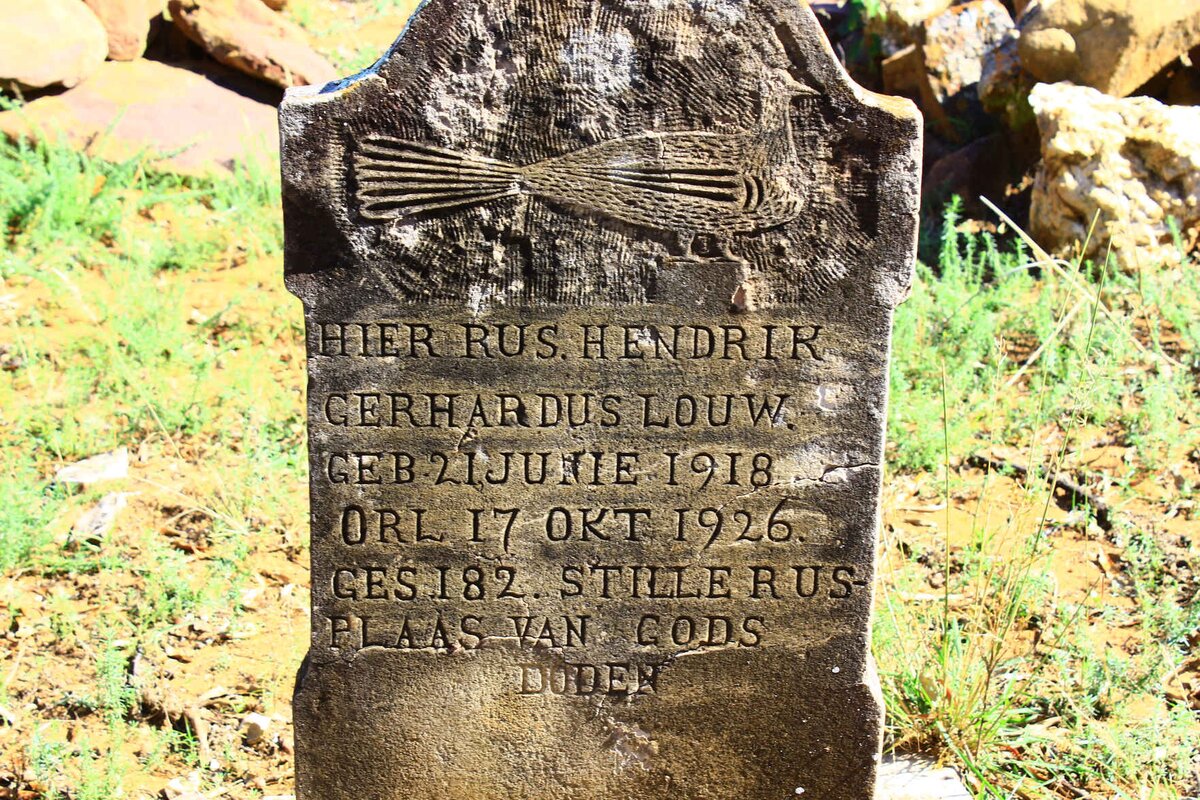 HIER RUS. HENDRIK
GERHARDUS LOUW.
GEB 21 JUNIE 1918
ORL 17 OKT 1926.
GES.182. STILLE RUS-
PLAAS VAN GODS
DODEN